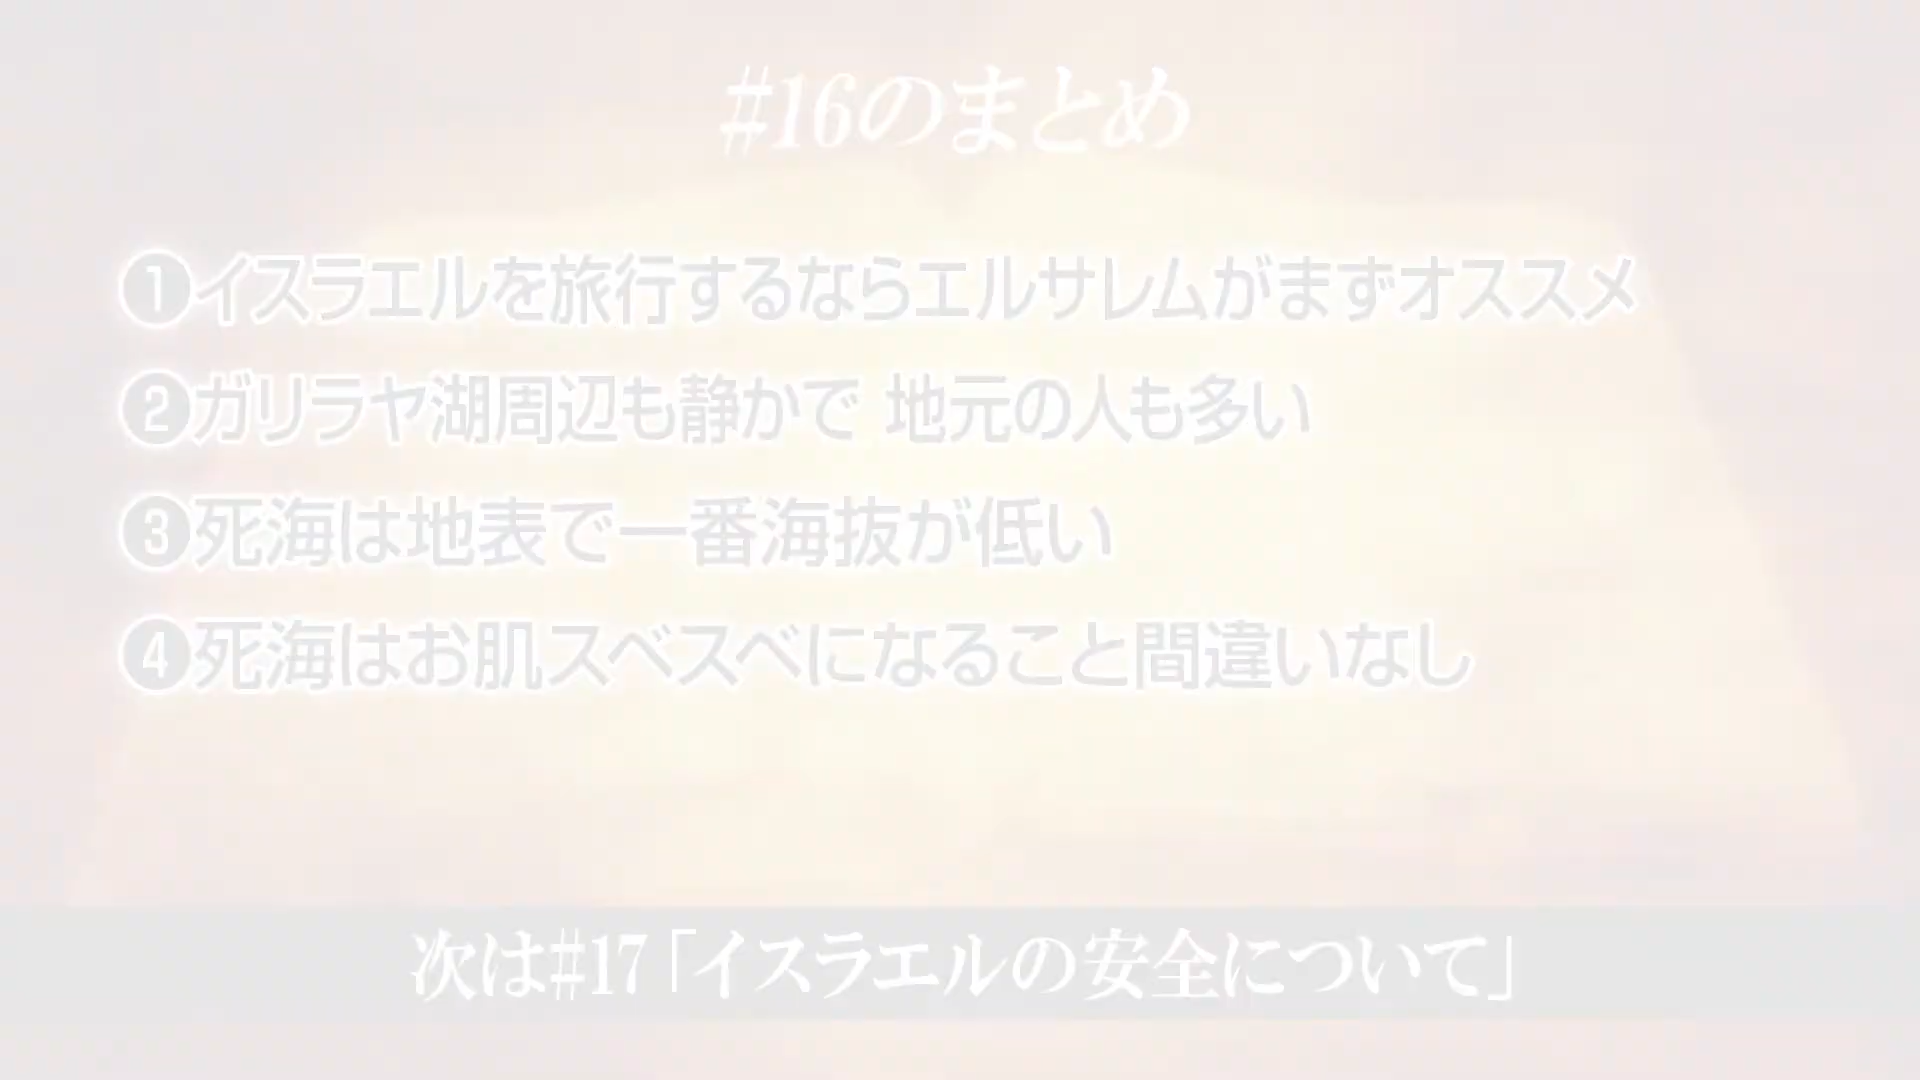 #16のまとめ
❶イスラエルを旅行するならエルサレムがまずオススメ
❷ガリラヤ湖周辺も静かで 地元の人も多い
❸死海は地表で一番海抜が低い
❹死海はお肌スベスベになること間違いなし
次は#17「イスラエルの安全について」